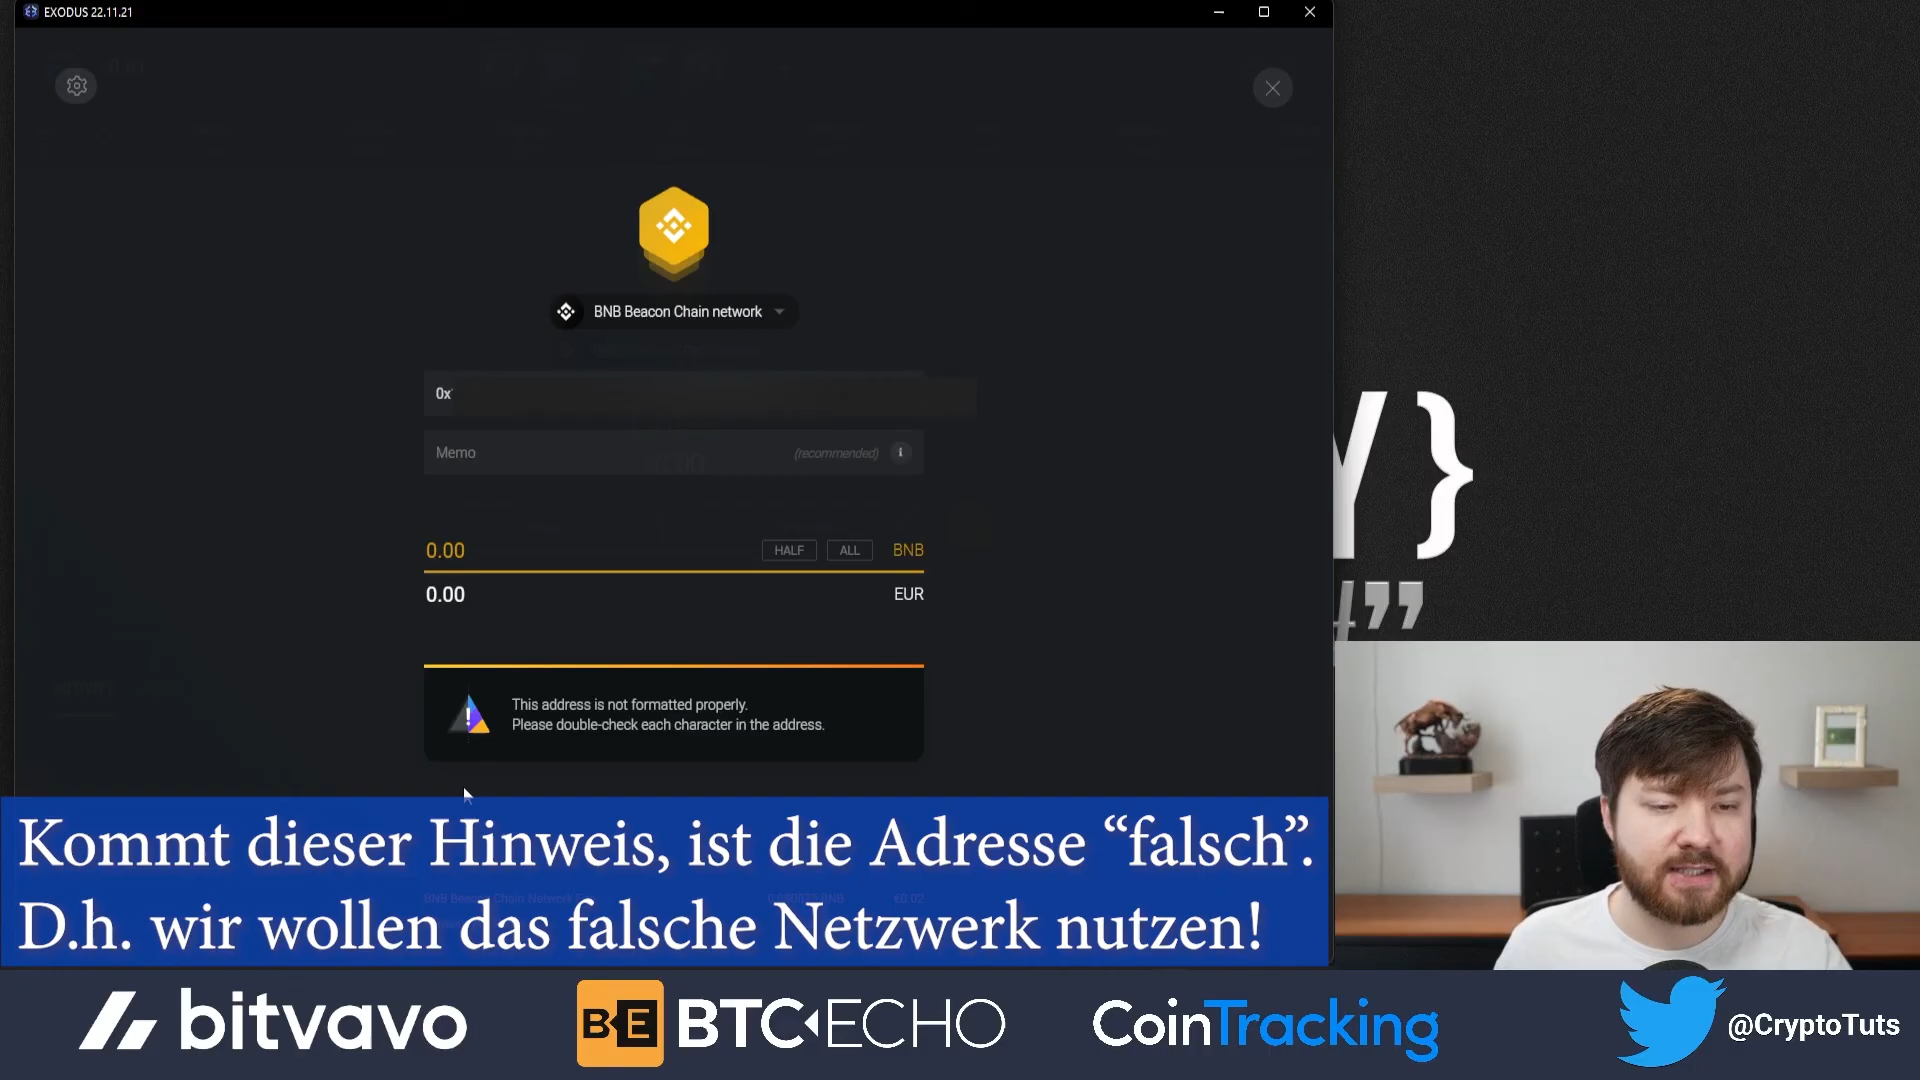 EXODUS 22.11.21
BNB Beacon Chain network
0x
Memo
(recommended)
i
0.00
HALF
ALL
BNB
0.00
EUR
Y}
#”
This address is not formatted properly.
Please double-check each character in the address.
Kommt dieser Hinweis, ist die Adresse “falsch”.
D.h. wir wollen das falsche Netzwerk nutzen!
bitvavo
BE BTC ECHO
CoinTracking
@CryptoTuts